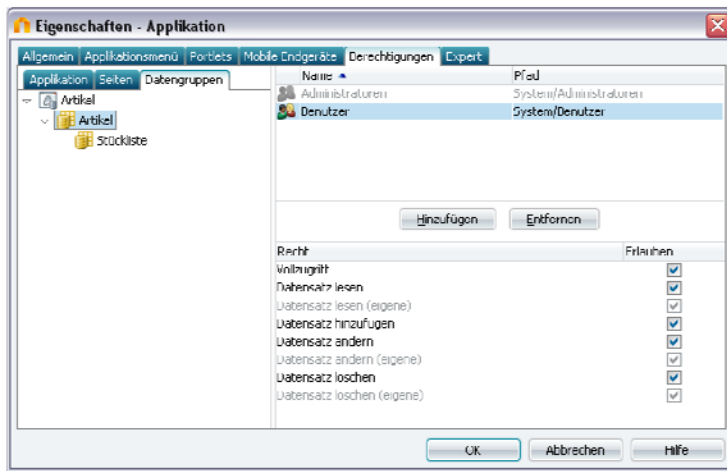 Eigenschaften - Applikation
Allgemein Applikationsmenü Portlets Mobile Endgeräte Berechtigungen Expert
Applikation Seiten Datengruppen
Name Pfad
Artikel
Administratoren System/Administratoren
Artikel
Benutzer System/Benutzer
Stückliste
Hinzufügen Entfernen
Recht Erlauben
Vollzugriff
Datensatz lesen
Datensatz lesen (eigene)
Datensatz hinzufügen
Datensatz ändern
Datensatz ändern (eigene)
Datensatz löschen
Datensatz löschen (eigene)
OK Abbrechen Hilfe